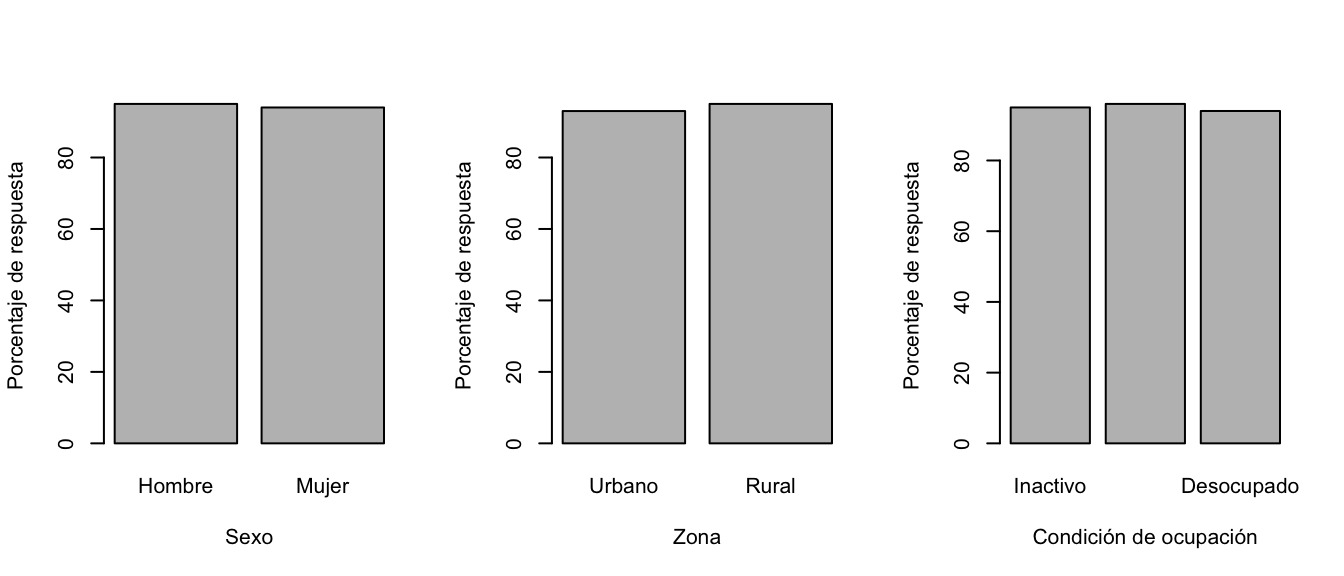 Porcentaje de respuesta
80
60
40
20
0
Hombre Mujer
Sexo
Porcentaje de respuesta
80
60
40
20
0
Urbano Rural
Zona
Porcentaje de respuesta
80
60
40
20
0
Inactivo Desocupado
Condición de ocupación